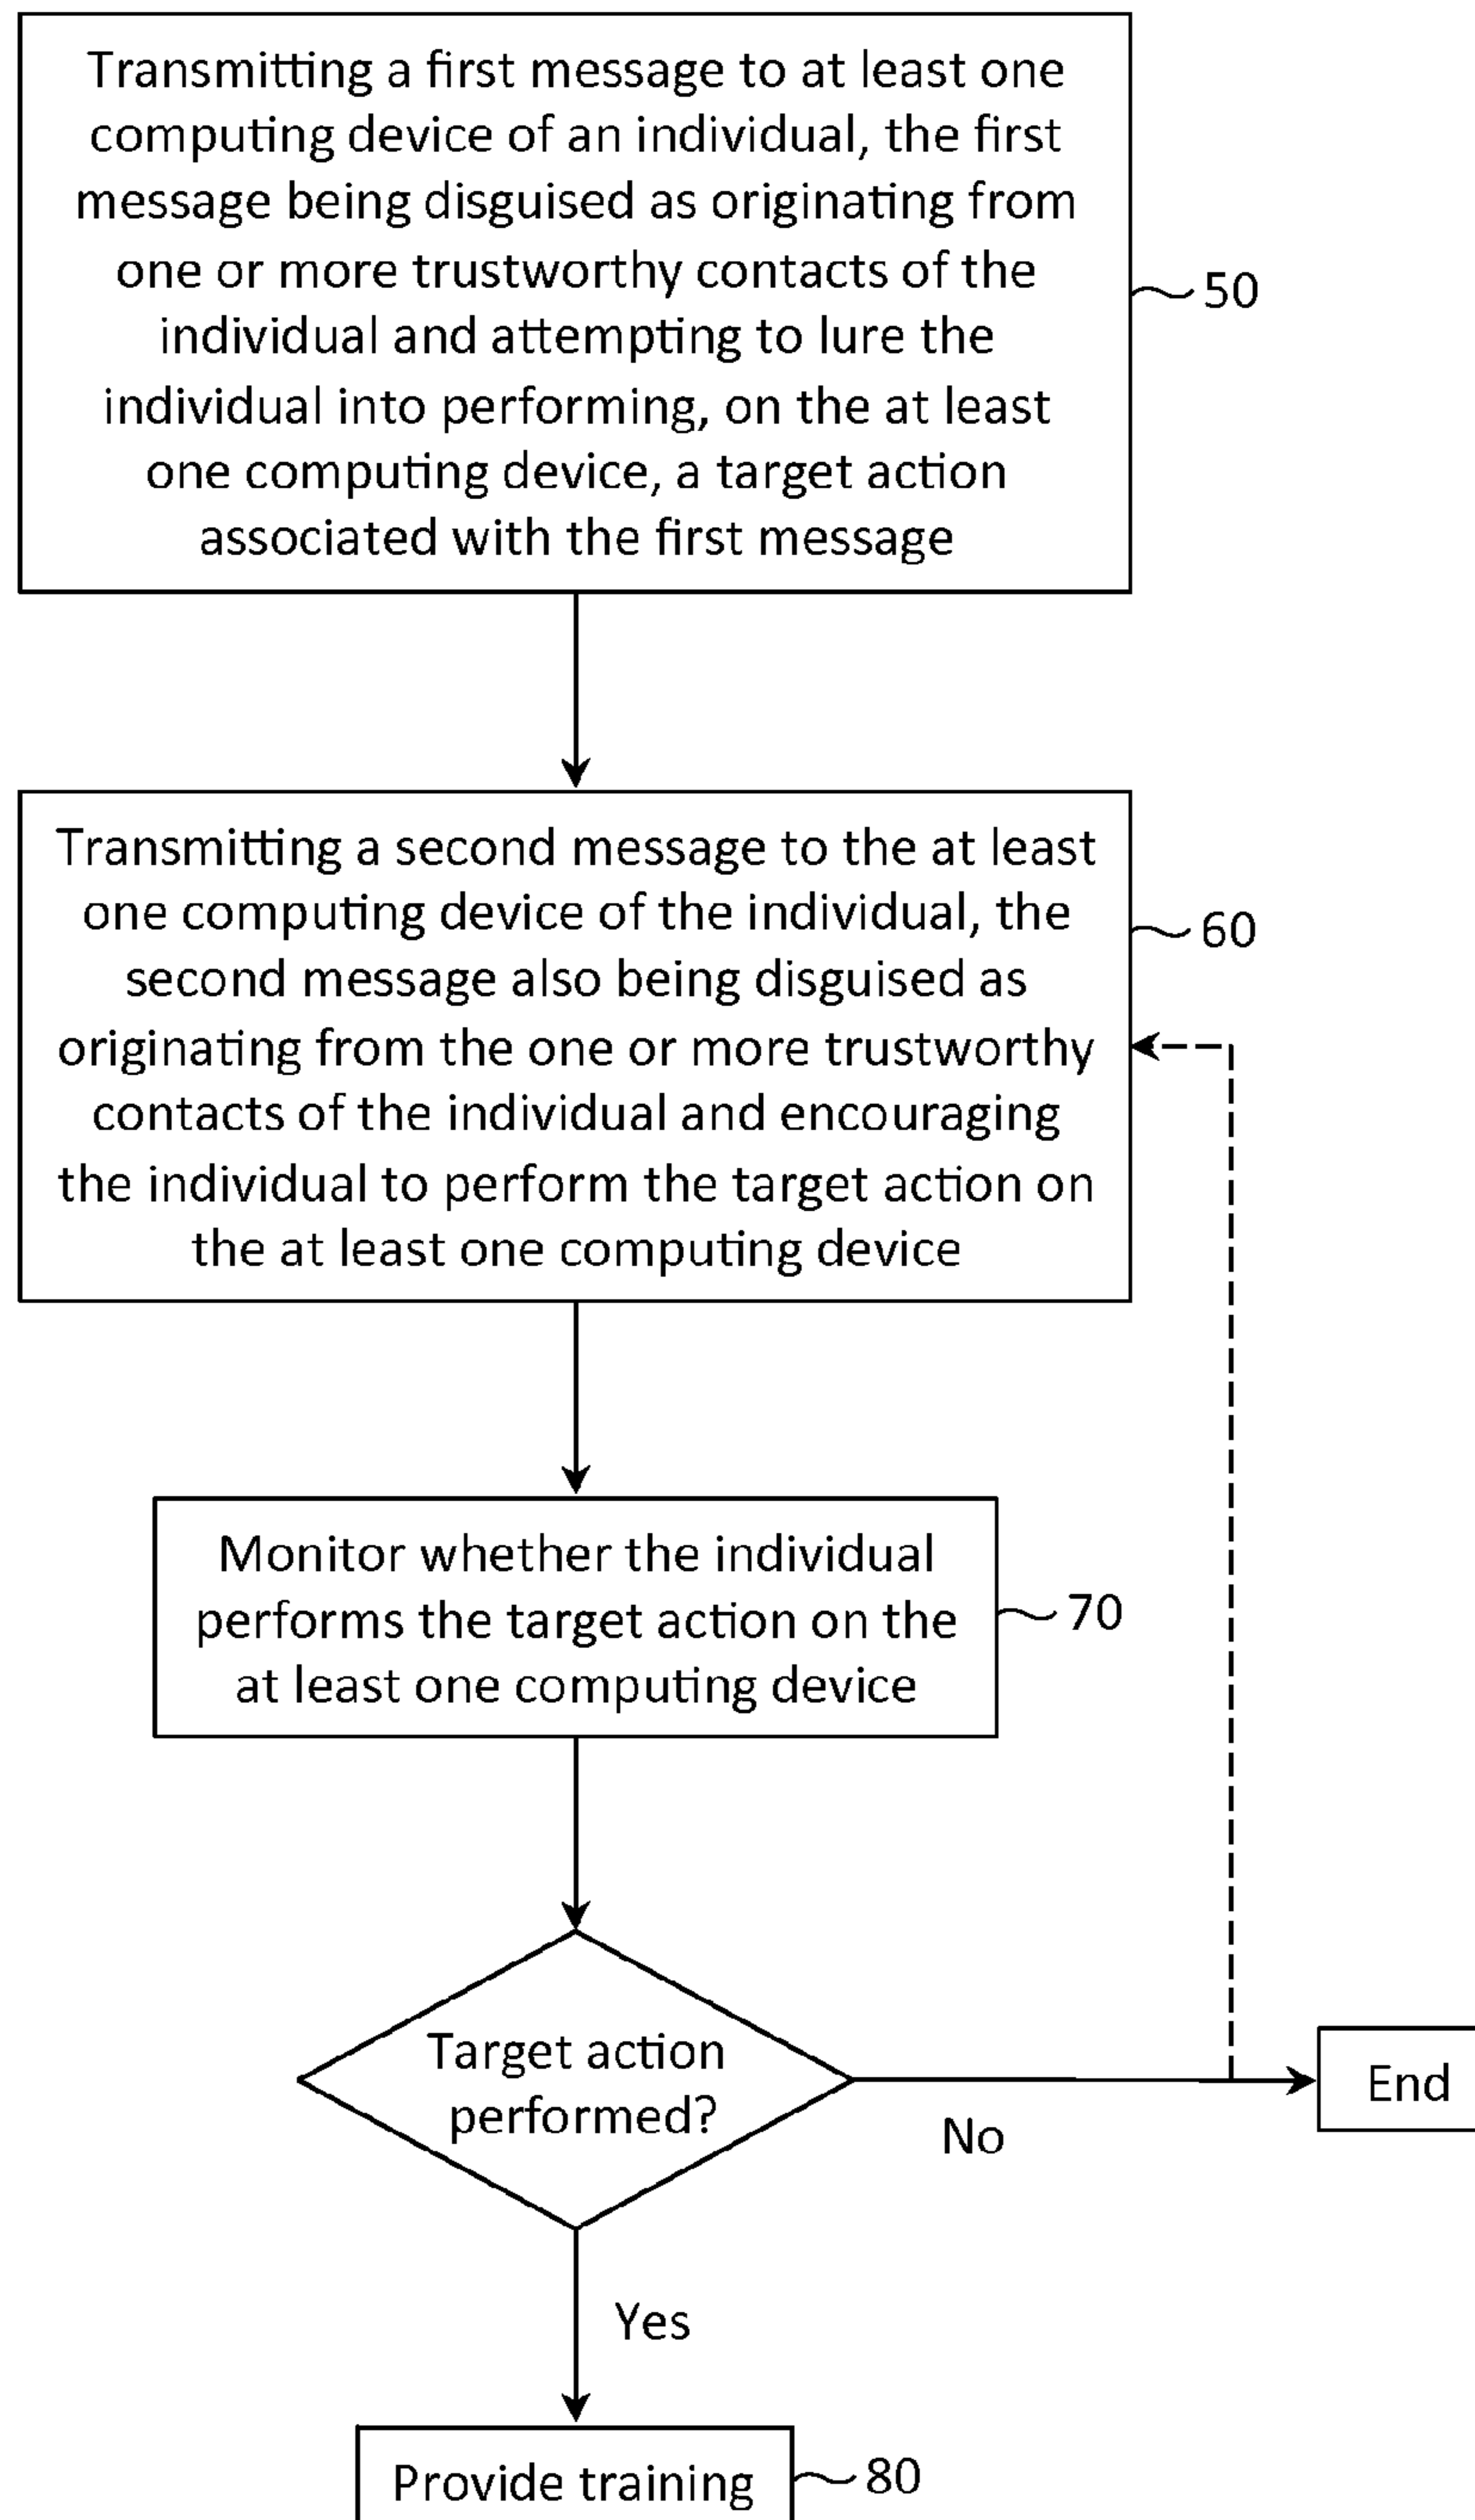 Transmitting a first message to at least one
computing device of an individual, the first
message being disguised as originating from
one or more trustworthy contacts of the
individual and attempting to lure the
individual into performing, on the at least
one computing device, a target action
associated with the first message
50
Transmitting a second message to the at least
one computing device of the individual, the
second message also being disguised as
originating from the one or more trustworthy
contacts of the individual and encouraging
the individual to perform the target action on
the at least one computing device
60
Monitor whether the individual
performs the target action on the
at least one computing device
70
Target action
performed?
No
End
Yes
Provide training
80